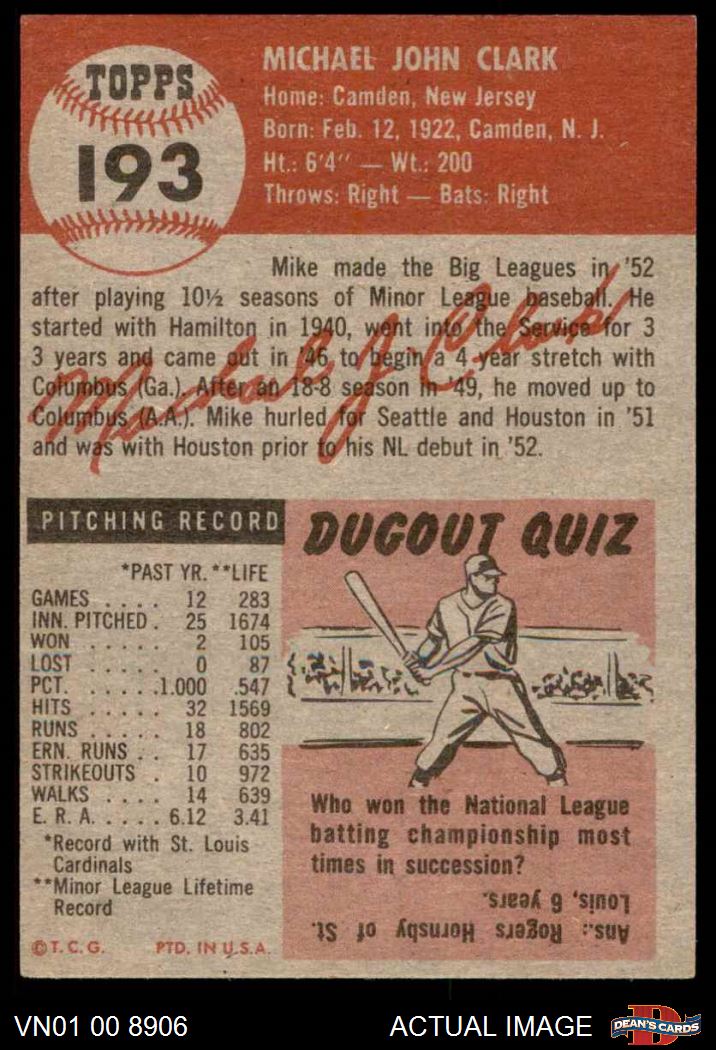 TOPPS
193
MICHAEL JOHN CLARK
Home: Camden, New Jersey
Born: Feb. 12, 1922, Camden, N. J.
Ht.: 6'4" — Wt.: 200
Throws: Right — Bats: Right
Mike made the Big Leagues in '52
after playing 10½ seasons of Minor League baseball. He
started with Hamilton in 1940, went into the Service for 3
3 years and came out in '46, to begin a 4 year stretch with
Columbus (Ga.). After an 18-8 season in '49, he moved up to
Columbus (A.A.). Mike hurled for Seattle and Houston in '51
and was with Houston prior to his NL debut in '52.
Michael J. Clark
PITCHING RECORD
*PAST YR. **LIFE
GAMES . . . . 12 283
INN. PITCHED . 25 1674
WON . . . . . 2 105
LOST . . . . . 0 87
PCT. . . . . .1.000 .547
HITS . . . . . 32 1569
RUNS . . . . . 18 802
ERN. RUNS . . 17 635
STRIKEOUTS . 10 972
WALKS . . . . 14 639
E. R. A. . . . . 6.12 3.41
*Record with St. Louis
Cardinals
**Minor League Lifetime
Record
©T.C.G. PTD. IN U.S.A.
DUGOUT QUIZ
Who won the National League
batting championship most
times in succession?
Ans.: Rogers Hornsby of St.
Louis, 6 years.
VN01 00 8906
ACTUAL IMAGE
DEAN'S CARDS